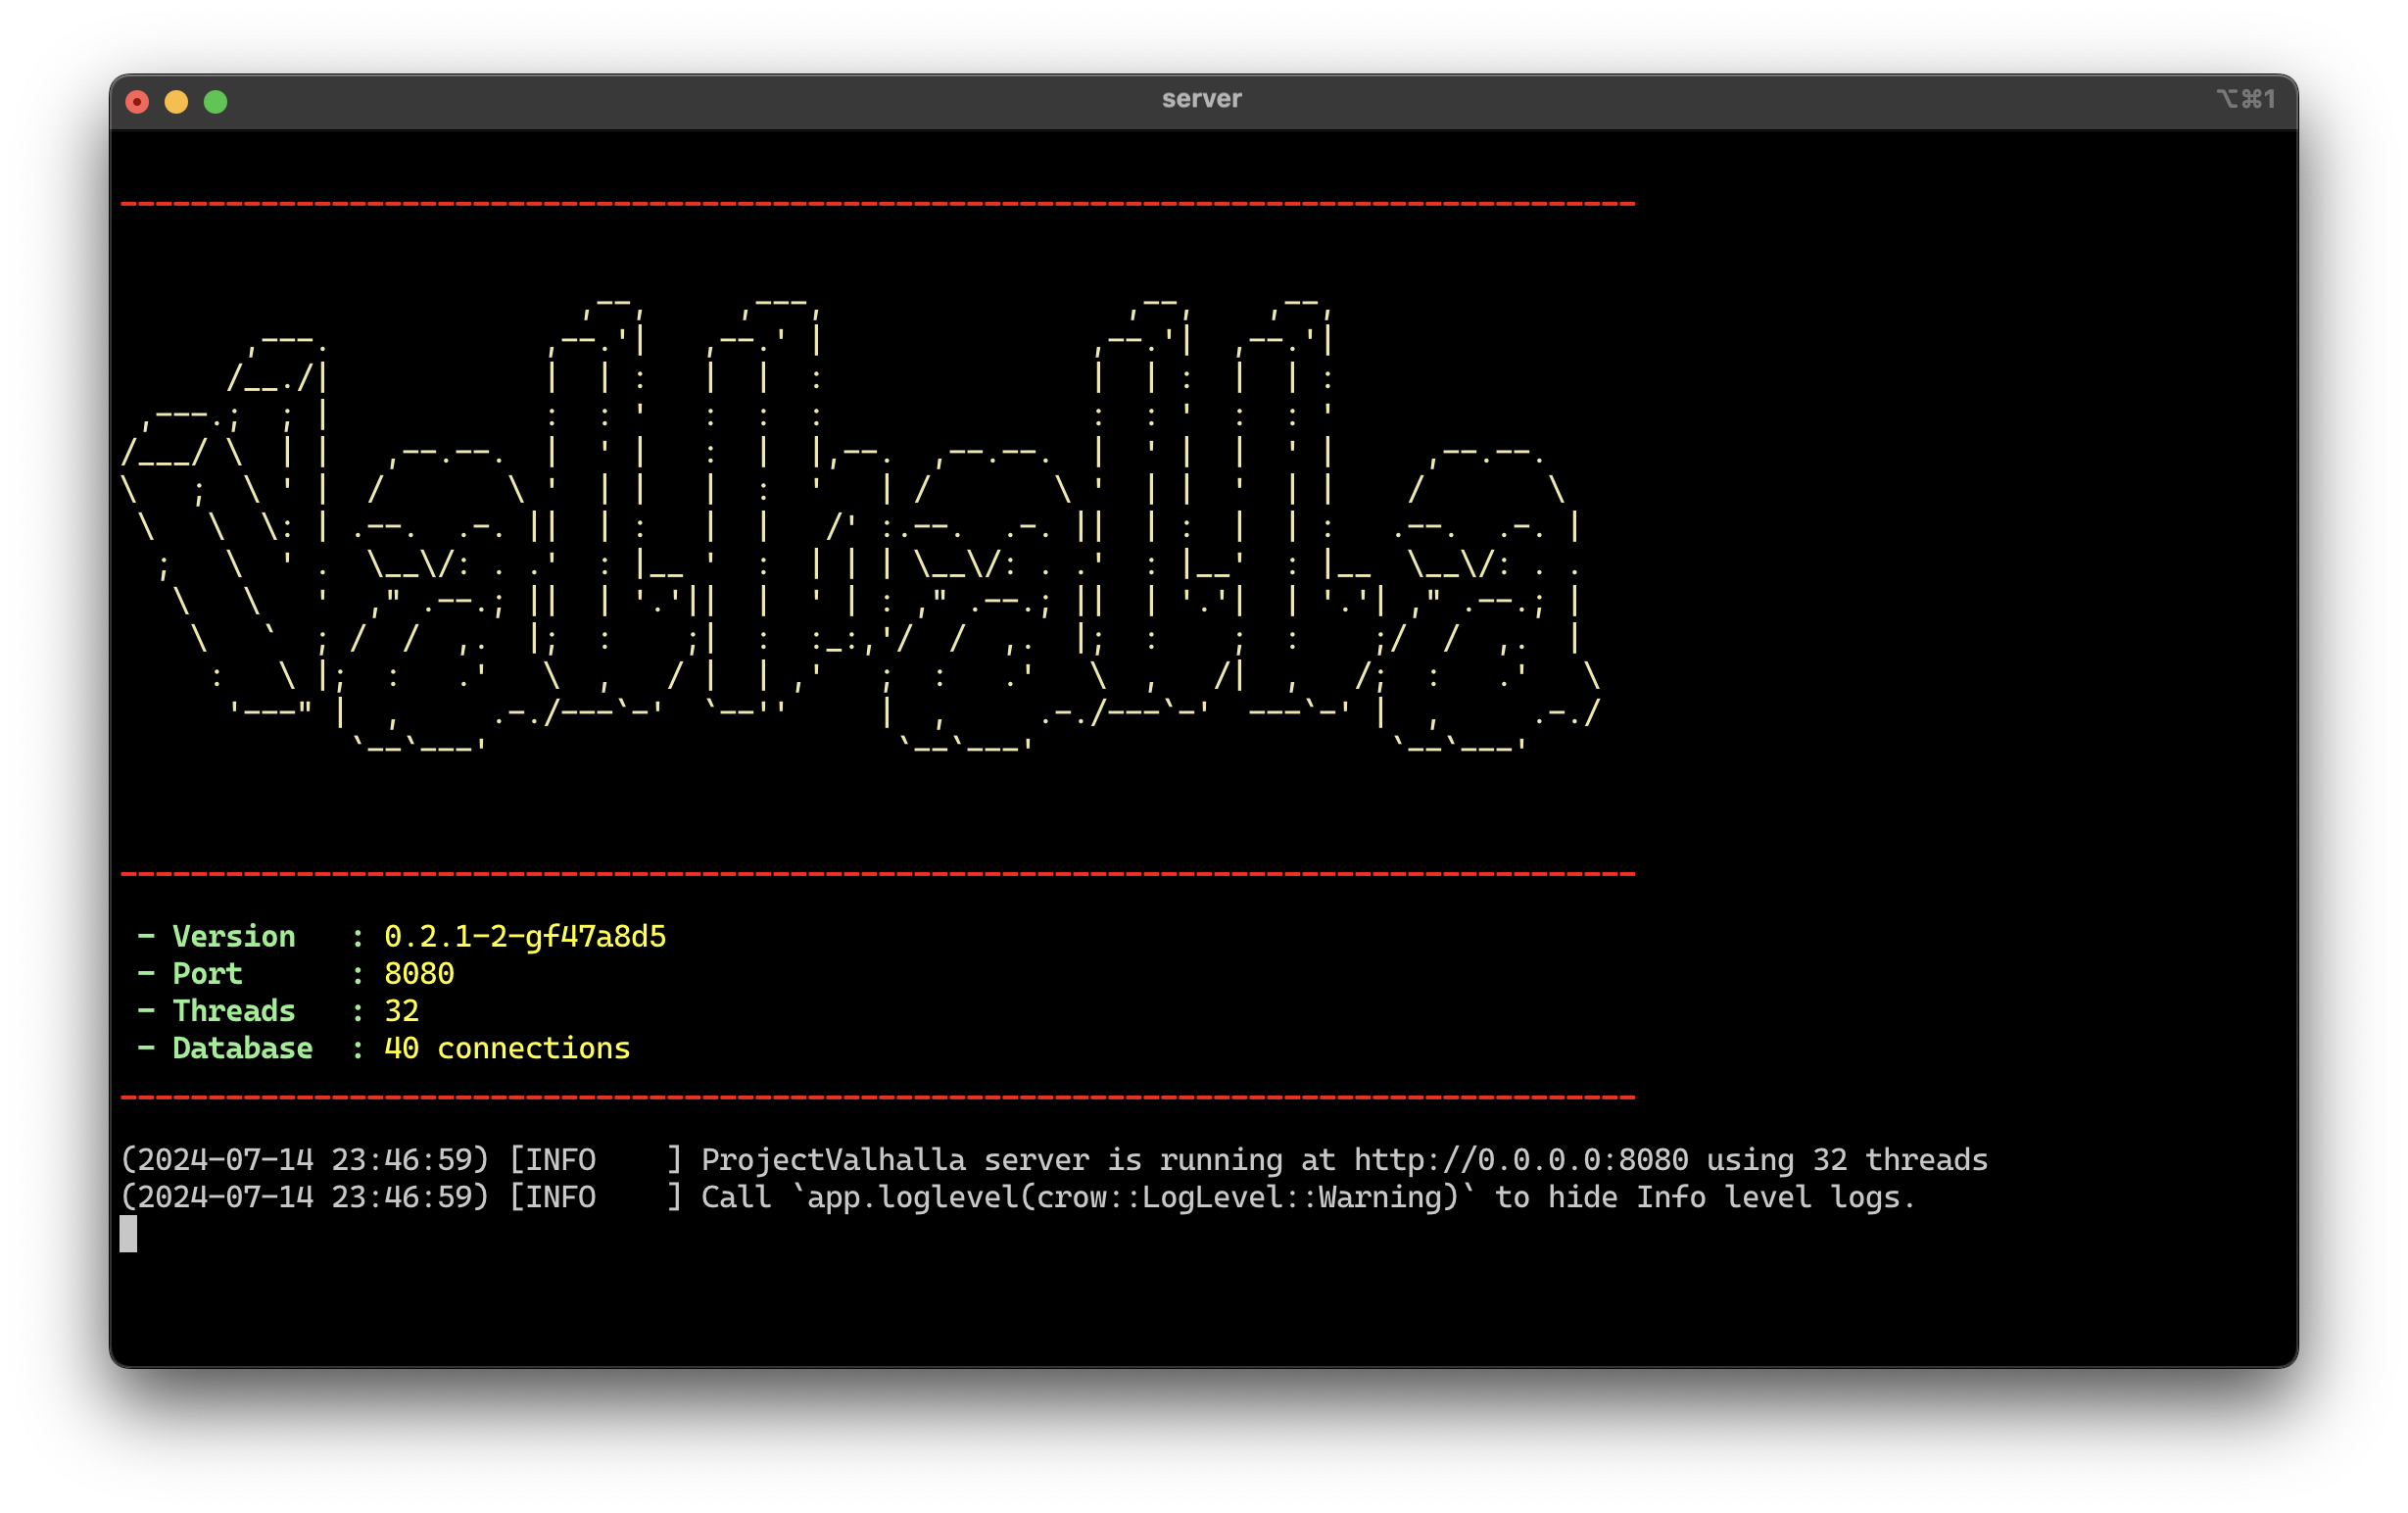 server
⌥⌘1
Valhalla
- Version   : 0.2.1-2-gf47a8d5
- Port      : 8080
- Threads   : 32
- Database  : 40 connections
(2024-07-14 23:46:59) [INFO    ] ProjectValhalla server is running at http://0.0.0.0:8080 using 32 threads
(2024-07-14 23:46:59) [INFO    ] Call `app.loglevel(crow::LogLevel::Warning)` to hide Info level logs.